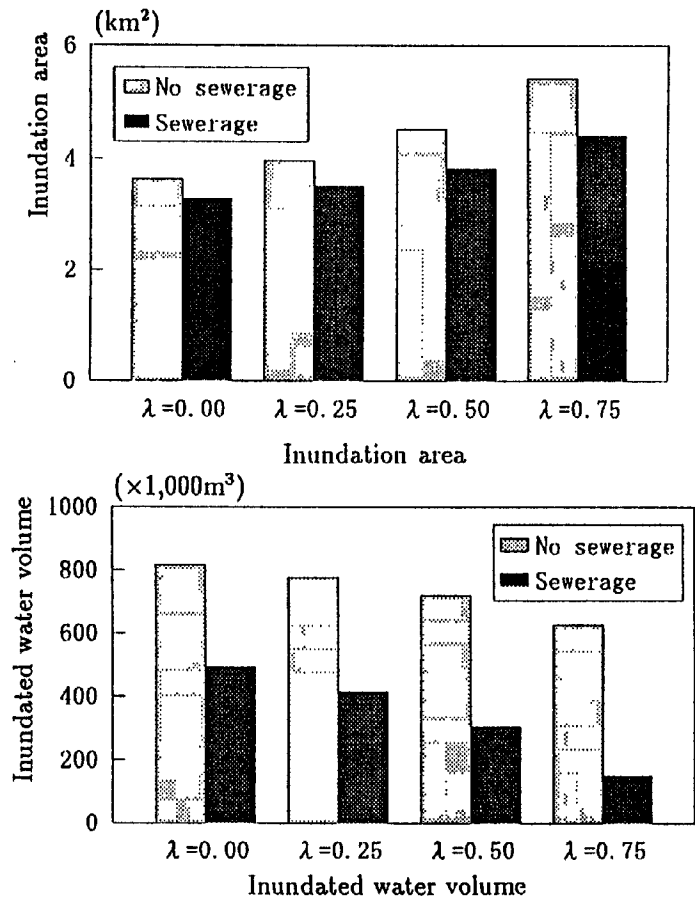 (km²)
6
4
2
0
Inundation area
No sewerage
Sewerage
λ=0.00 λ=0.25 λ=0.50 λ=0.75
Inundation area
(×1,000m³)
1000
800
600
400
200
0
Inundated water volume
No sewerage
Sewerage
λ=0.00 λ=0.25 λ=0.50 λ=0.75
Inundated water volume